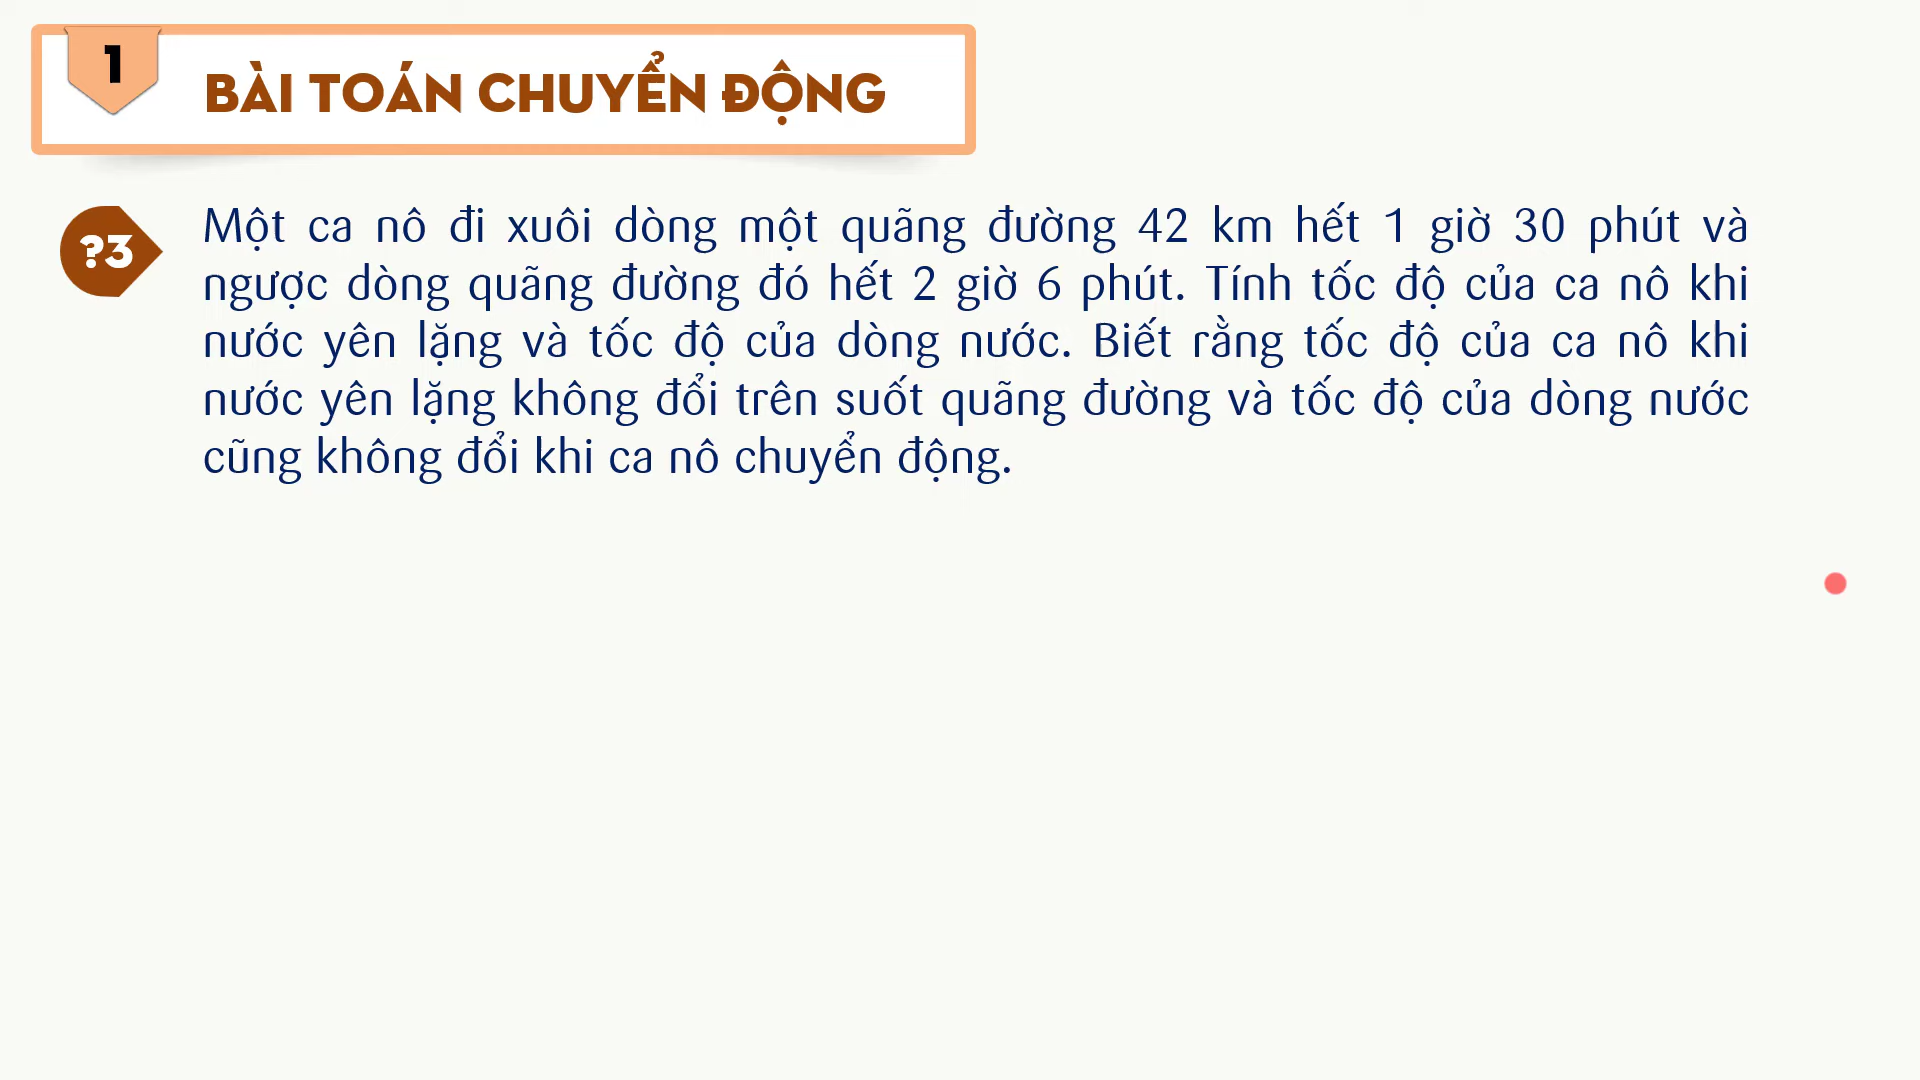 1
BÀI TOÁN CHUYỂN ĐỘNG
?3
Một ca nô đi xuôi dòng một quãng đường 42 km hết 1 giờ 30 phút và
ngược dòng quãng đường đó hết 2 giờ 6 phút. Tính tốc độ của ca nô khi
nước yên lặng và tốc độ của dòng nước. Biết rằng tốc độ của ca nô khi
nước yên lặng không đổi trên suốt quãng đường và tốc độ của dòng nước
cũng không đổi khi ca nô chuyển động.